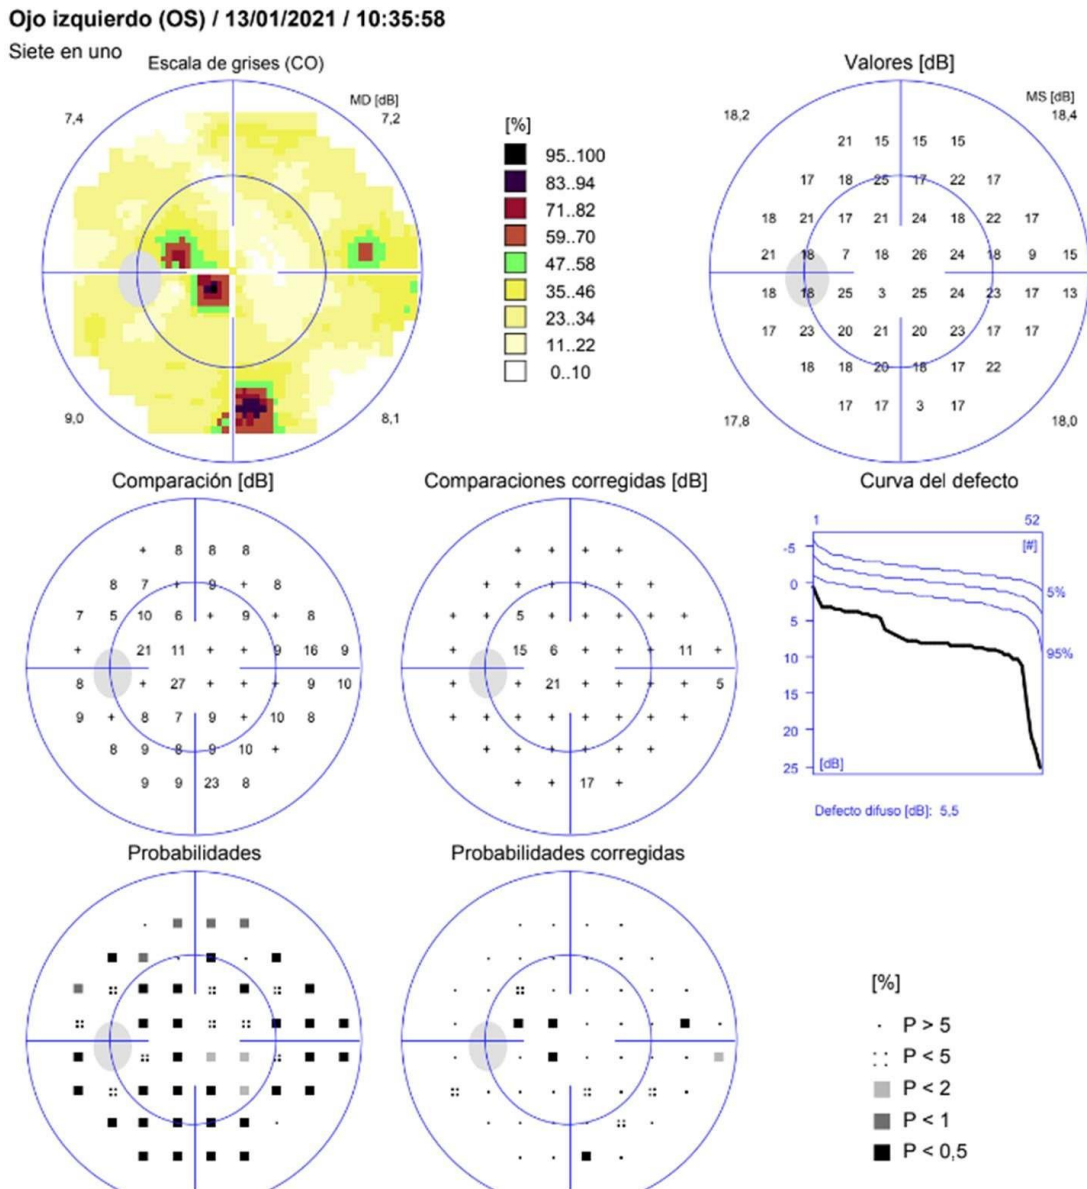 Ojo izquierdo (OS) / 13/01/2021 / 10:35:58
Siete en uno
Escala de grises (CO)
MD [dB]
7,4
7,2
9,0
8,1
[%]
95..100
83..94
71..82
59..70
47..58
35..46
23..34
11..22
0..10
Valores [dB]
MS [dB]
18,2
18,4
21 15 15 15
17 18 25 17 22 17
18 21 17 21 24 18 22 17
21 18 7 18 26 24 18 9 15
18 18 25 3 25 24 23 17 13
17 23 20 21 20 23 17 17
18 18 20 18 17 22
17 17 3 17
17,8
18,0
Comparación [dB]
+ 8 8 8
8 7 + 9 + 8
7 5 10 6 + 9 + 8
+ 21 11 + + 9 16 9
8 + 27 + + + 9 10
9 + 8 7 9 + 10 8
8 9 8 9 10 +
9 9 23 8
Comparaciones corregidas [dB]
+ + + +
+ + + + + +
+ + 5 + + + + +
+ 15 6 + + + 11 +
+ + 21 + + + + 5
+ + + + + + + +
+ + + + + +
+ + 17 +
Curva del defecto
1 52
[#]
-5
0
5
10
15
20
25
[dB]
5%
95%
Defecto difuso [dB]: 5,5
Probabilidades
Probabilidades corregidas
[%]
P > 5
P < 5
P < 2
P < 1
P < 0,5